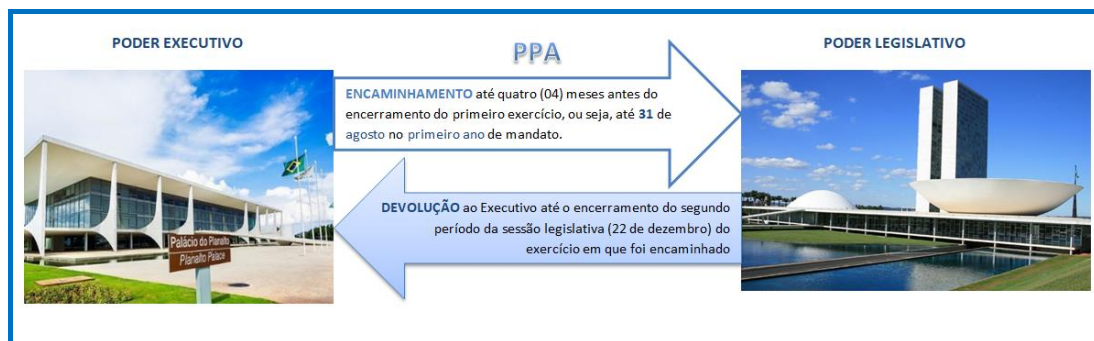 PODER EXECUTIVO
PPA
PODER LEGISLATIVO
ENCAMINHAMENTO até quatro (04) meses antes do
encerramento do primeiro exercício, ou seja, até 31 de
agosto no primeiro ano de mandato.
DEVOLUÇÃO ao Executivo até o encerramento do segundo
período da sessão legislativa (22 de dezembro) do
exercício em que foi encaminhado
Palácio do Planalto
Planalto Palace